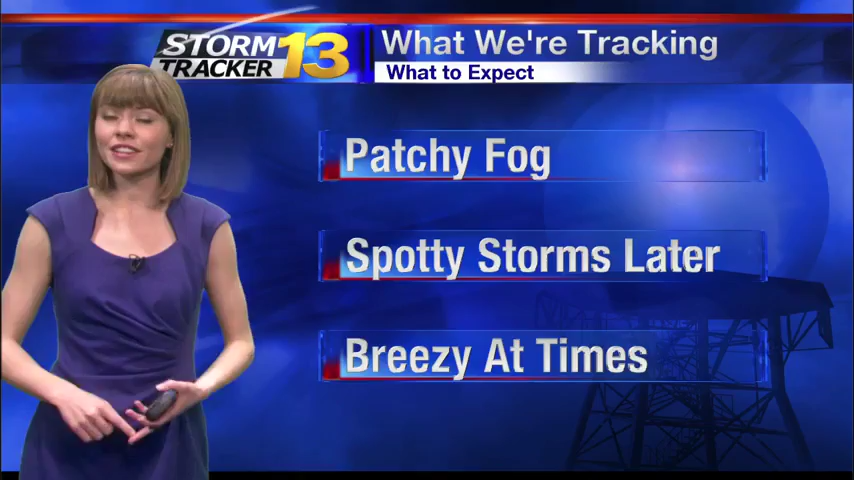 STORM
TRACKER 13
What We're Tracking
What to Expect
Patchy Fog
Spotty Storms Later
Breezy At Times